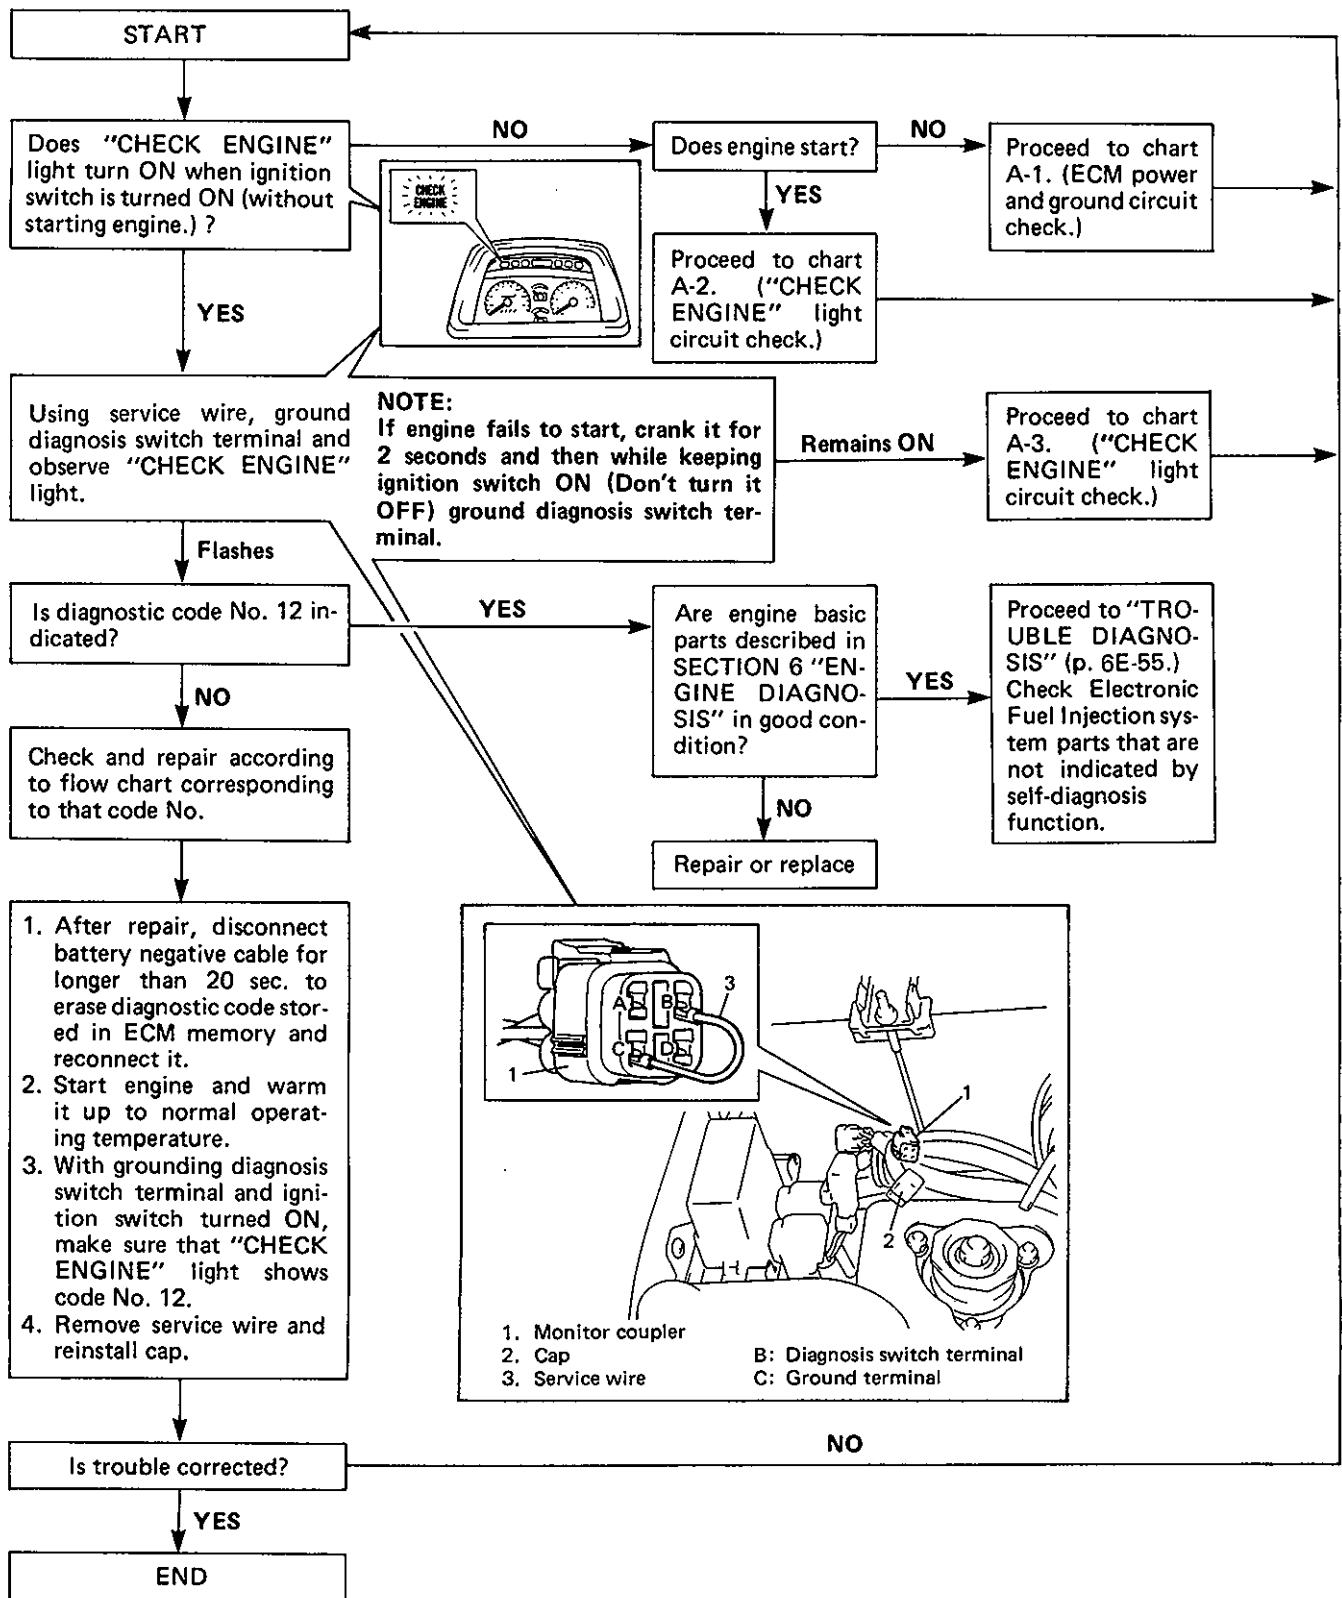 START
Does "CHECK ENGINE"
light turn ON when ignition
switch is turned ON (without
starting engine.) ?
NO
Does engine start?
NO
Proceed to chart
A-1. (ECM power
and ground circuit
check.)
CHECK
ENGINE
YES
Proceed to chart
A-2. ("CHECK
ENGINE" light
circuit check.)
YES
Using service wire, ground
diagnosis switch terminal and
observe "CHECK ENGINE"
light.
NOTE:
If engine fails to start, crank it for
2 seconds and then while keeping
ignition switch ON (Don't turn it
OFF) ground diagnosis switch ter-
minal.
Remains ON
Proceed to chart
A-3. ("CHECK
ENGINE" light
circuit check.)
Flashes
Is diagnostic code No. 12 in-
dicated?
YES
Are engine basic
parts described in
SECTION 6 "EN-
GINE DIAGNO-
SIS" in good con-
dition?
YES
Proceed to "TRO-
UBLE DIAGNO-
SIS" (p. 6E-55.)
Check Electronic
Fuel Injection sys-
tem parts that are
not indicated by
self-diagnosis
function.
NO
Check and repair according
to flow chart corresponding
to that code No.
NO
Repair or replace
1. After repair, disconnect
battery negative cable for
longer than 20 sec. to
erase diagnostic code stor-
ed in ECM memory and
reconnect it.
2. Start engine and warm
it up to normal operat-
ing temperature.
3. With grounding diagnosis
switch terminal and igni-
tion switch turned ON,
make sure that "CHECK
ENGINE" light shows
code No. 12.
4. Remove service wire and
reinstall cap.
A
B
3
C
D
1
1
2
1. Monitor coupler
2. Cap
3. Service wire
B: Diagnosis switch terminal
C: Ground terminal
Is trouble corrected?
NO
YES
END